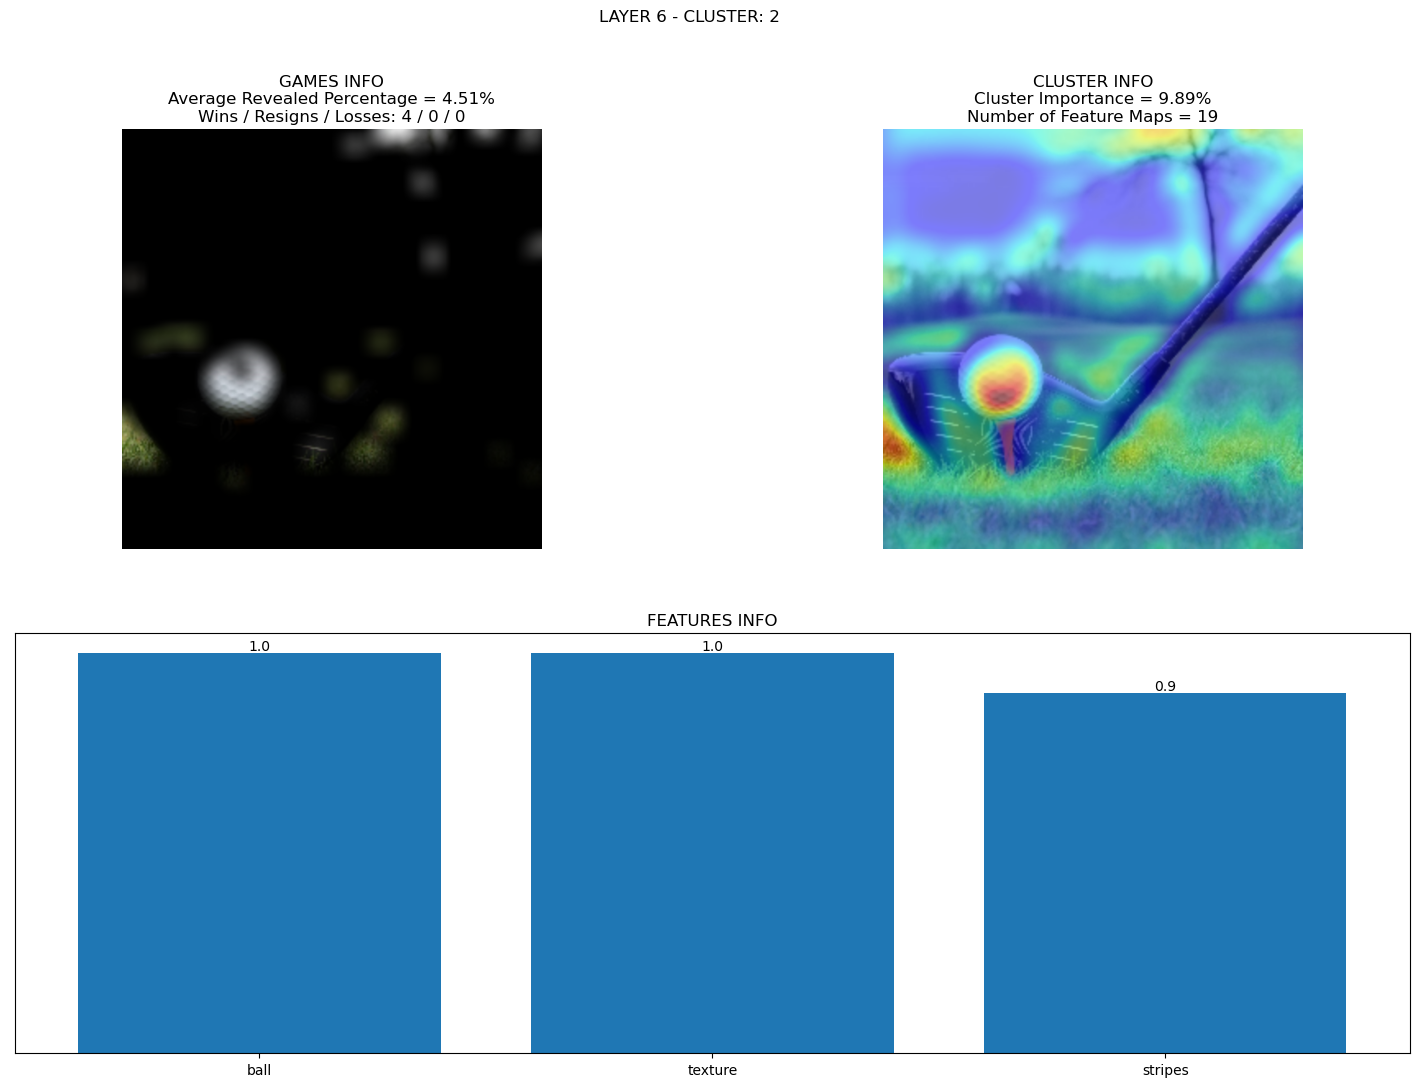 LAYER 6 - CLUSTER: 2
GAMES INFO
Average Revealed Percentage = 4.51%
Wins / Resigns / Losses: 4 / 0 / 0
CLUSTER INFO
Cluster Importance = 9.89%
Number of Feature Maps = 19
FEATURES INFO
1.0
1.0
0.9
ball
texture
stripes